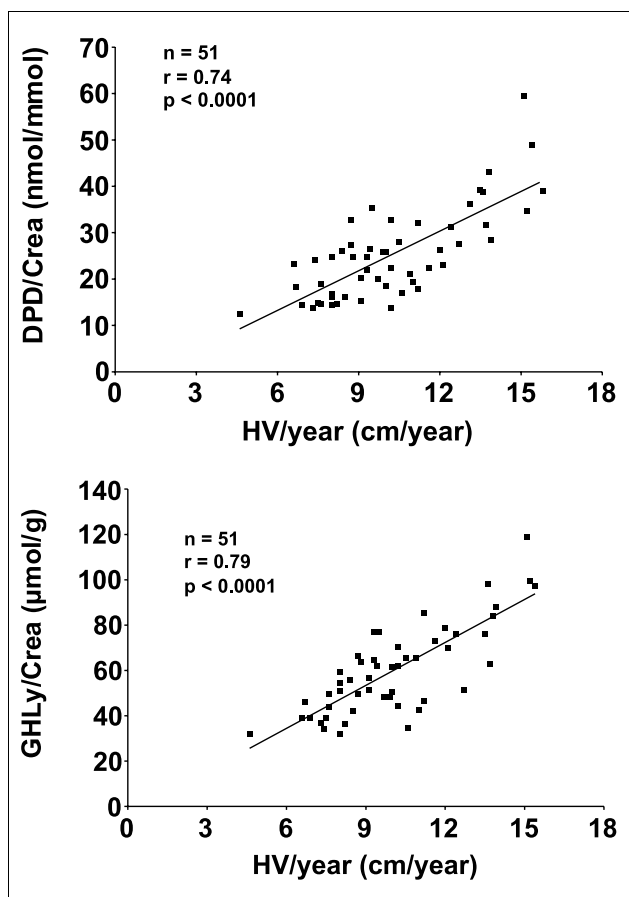 70
60
50
40
30
20
10
0
DPD/Crea (nmol/mmol)
n = 51
r = 0.74
p < 0.0001
0 3 6 9 12 15 18
HV/year (cm/year)
140
120
100
80
60
40
20
0
GHLy/Crea (μmol/g)
n = 51
r = 0.79
p < 0.0001
0 3 6 9 12 15 18
HV/year (cm/year)